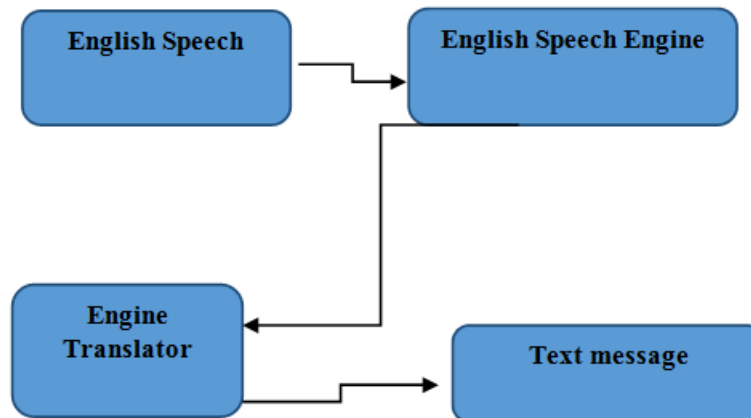 English Speech
English Speech Engine
Engine
Translator
Text message